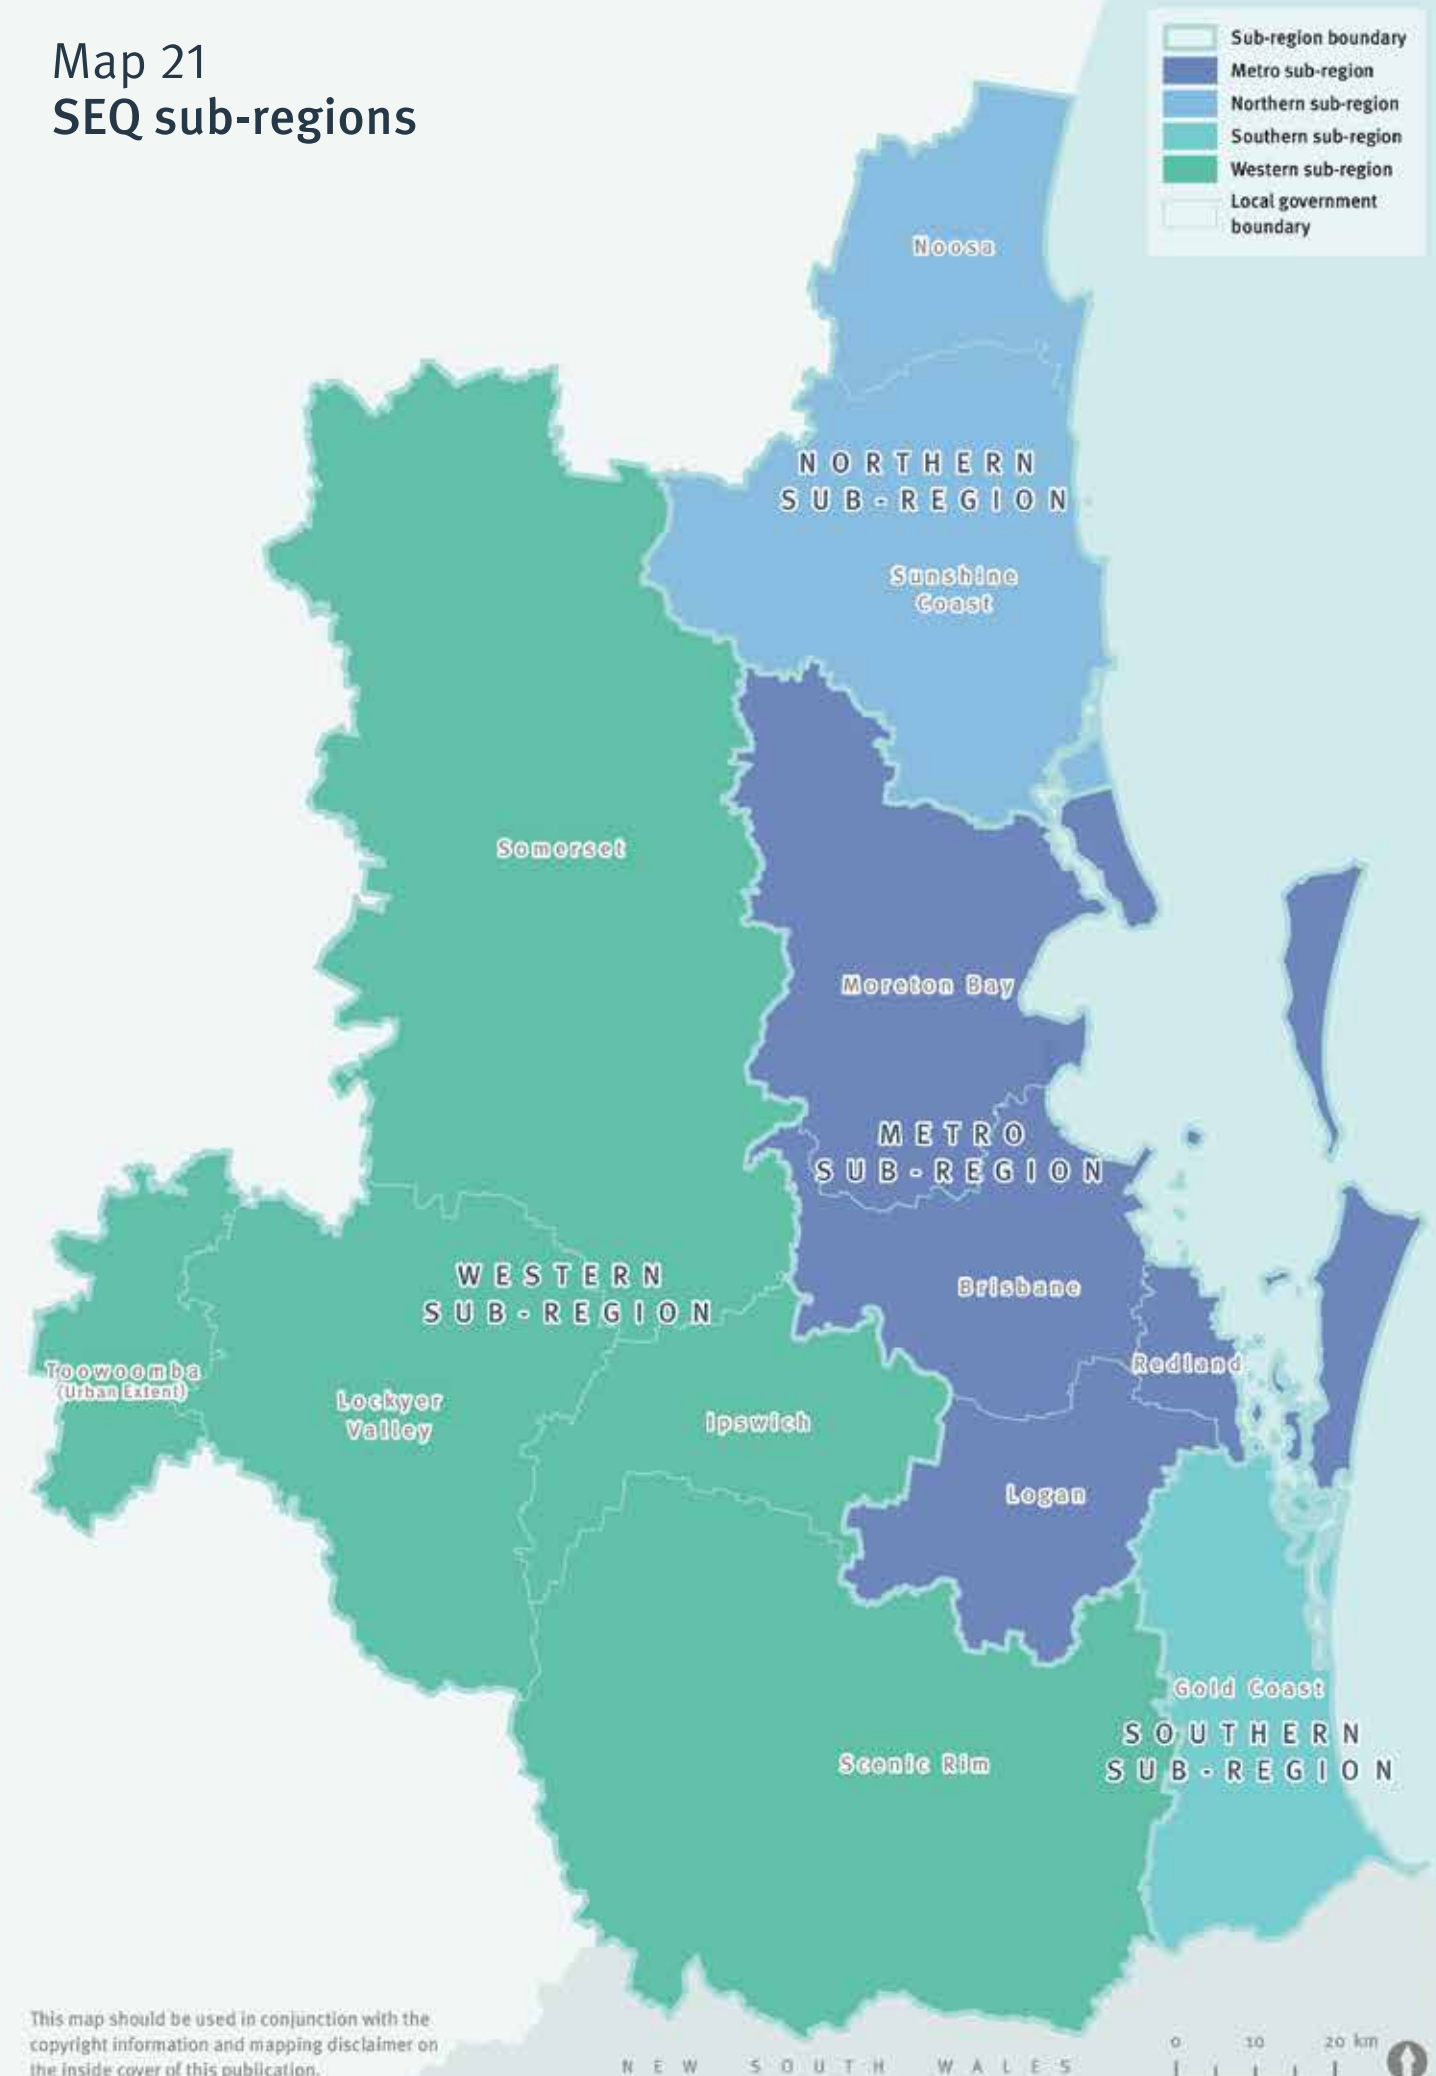 Map 21
SEQ sub-regions
Sub-region boundary
Metro sub-region
Northern sub-region
Southern sub-region
Western sub-region
Local government
boundary
Noosa
NORTHERN
SUB-REGION
Sunshine
Coast
Somerset
Moreton Bay
METRO
SUB-REGION
WESTERN
SUB-REGION
Brisbane
Redland
Toowoomba
(Urban Extent)
Lockyer
Valley
Ipswich
Logan
Gold Coast
SOUTHERN
SUB-REGION
Scenic Rim
This map should be used in conjunction with the
copyright information and mapping disclaimer on
the inside cover of this publication.
NEW SOUTH WALES
0 10 20 km